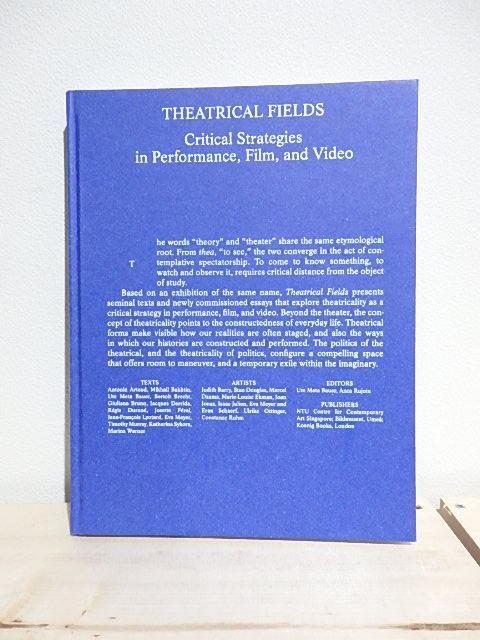 THEATRICAL FIELDS
Critical Strategies
in Performance, Film, and Video
The words “theory” and “theater” share the same etymological
root. From thea, “to see,” the two converge in the act of con-
templative spectatorship. To come to know something, to
watch and observe it, requires critical distance from the object
of study.
Based on an exhibition of the same name, Theatrical Fields presents
seminal texts and newly commissioned essays that explore theatricality as a
critical strategy in performance, film, and video. Beyond the theater, the con-
cept of theatricality points to the constructedness of everyday life. Theatrical
forms make visible how our realities are often staged, and also the ways
in which our histories are constructed and performed. The politics of the
theatrical, and the theatricality of politics, configure a compelling space
that offers room to maneuver, and a temporary exile within the imaginary.
TEXTS
Antonin Artaud, Mikhail Bakhtin,
Ute Meta Bauer, Bertolt Brecht,
Giuliana Bruno, Jacques Derrida,
Régis Durand, Josette Féral,
Jean-François Lyotard, Eva Meyer,
Timothy Murray, Katharina Sykora,
Marina Warner
ARTISTS
Judith Barry, Stan Douglas, Marcel
Dzama, Marie-Louise Ekman, Joan
Jonas, Isaac Julien, Eva Meyer and
Eran Schaerf, Ulrike Ottinger,
Constanze Ruhm
EDITORS
Ute Meta Bauer, Anca Rujoiu
PUBLISHERS
NTU Centre for Contemporary
Art Singapore; Bildmuseet, Umeå;
Koenig Books, London